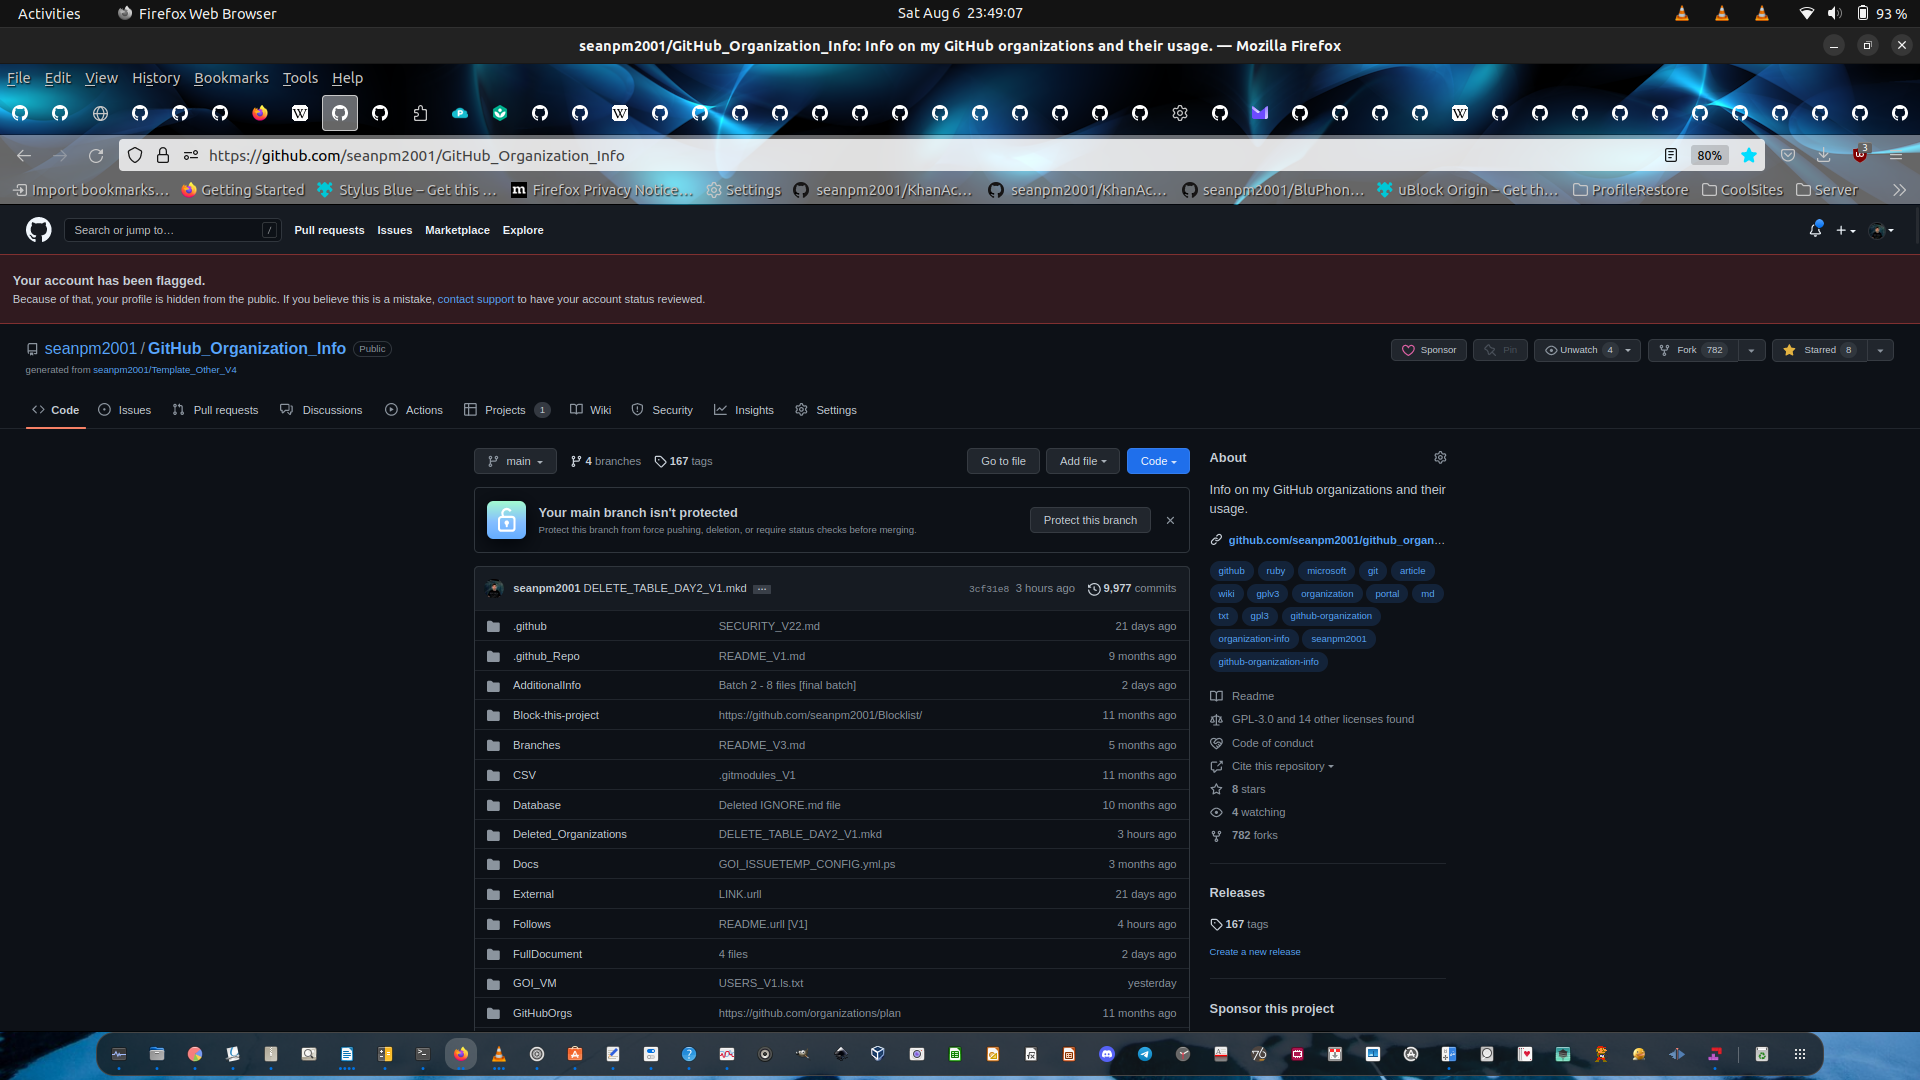 Activities Firefox Web Browser Sat Aug 6 23:49:07 93 %
seanpm2001/GitHub_Organization_Info: Info on my GitHub organizations and their usage. — Mozilla Firefox
File Edit View History Bookmarks Tools Help
https://github.com/seanpm2001/GitHub_Organization_Info 80% 3
Import bookmarks... Getting Started Stylus Blue – Get this ... Firefox Privacy Notice... Settings seanpm2001/KhanAc... seanpm2001/KhanAc... seanpm2001/BluPhon... uBlock Origin – Get th... ProfileRestore CoolSites Server
Search or jump to... / Pull requests Issues Marketplace Explore
Your account has been flagged.
Because of that, your profile is hidden from the public. If you believe this is a mistake, contact support to have your account status reviewed.
seanpm2001 / GitHub_Organization_Info Public Sponsor Pin Unwatch 4 Fork 782 Starred 8
generated from seanpm2001/Template_Other_V4
Code Issues Pull requests Discussions Actions Projects 1 Wiki Security Insights Settings
main 4 branches 167 tags Go to file Add file Code
Your main branch isn't protected
Protect this branch from force pushing, deletion, or require status checks before merging.
Protect this branch
seanpm2001 DELETE_TABLE_DAY2_V1.mkd ... 3cf31e8 3 hours ago 9,977 commits
.github SECURITY_V22.md 21 days ago
.github_Repo README_V1.md 9 months ago
AdditionalInfo Batch 2 - 8 files [final batch] 2 days ago
Block-this-project https://github.com/seanpm2001/Blocklist/ 11 months ago
Branches README_V3.md 5 months ago
CSV .gitmodules_V1 11 months ago
Database Deleted IGNORE.md file 10 months ago
Deleted_Organizations DELETE_TABLE_DAY2_V1.mkd 3 hours ago
Docs GOI_ISSUETEMP_CONFIG.yml.ps 3 months ago
External LINK.urll 21 days ago
Follows README.urll [V1] 4 hours ago
FullDocument 4 files 2 days ago
GOI_VM USERS_V1.ls.txt yesterday
GitHubOrgs https://github.com/organizations/plan 11 months ago
About
Info on my GitHub organizations and their
usage.
github.com/seanpm2001/github_organ...
github ruby microsoft git article
wiki gplv3 organization portal md
txt gpl3 github-organization
organization-info seanpm2001
github-organization-info
Readme
GPL-3.0 and 14 other licenses found
Code of conduct
Cite this repository
8 stars
4 watching
782 forks
Releases
167 tags
Create a new release
Sponsor this project